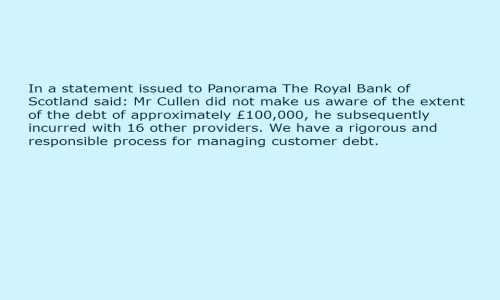 In a statement issued to Panorama The Royal Bank of
Scotland said: Mr Cullen did not make us aware of the extent
of the debt of approximately £100,000, he subsequently
incurred with 16 other providers. We have a rigorous and
responsible process for managing customer debt.